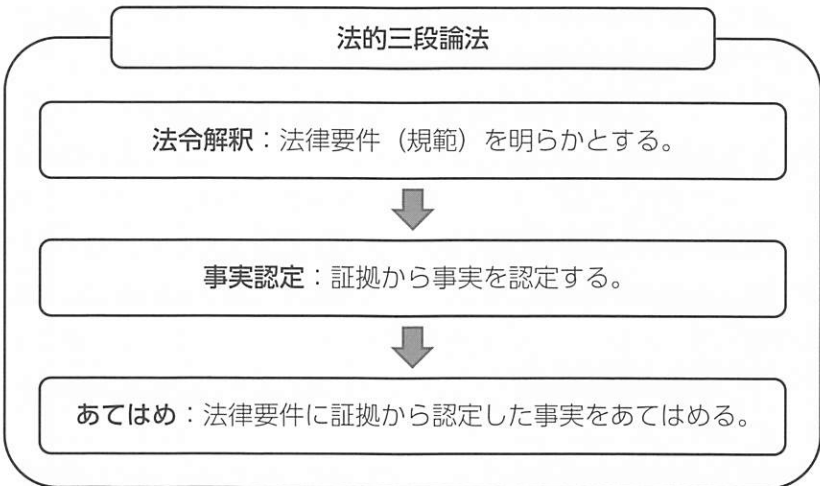 法的三段論法
法令解釈：法律要件（規範）を明らかとする。
事実認定：証拠から事実を認定する。
あてはめ：法律要件に証拠から認定した事実をあてはめる。